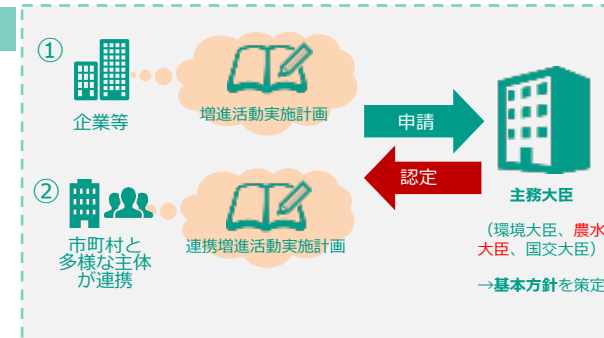 ①
企業等
増進活動実施計画
申請
認定
②
市町村と
多様な主体
が連携
連携増進活動実施計画
主務大臣
（環境大臣、農水
大臣、国交大臣）
→基本方針を策定